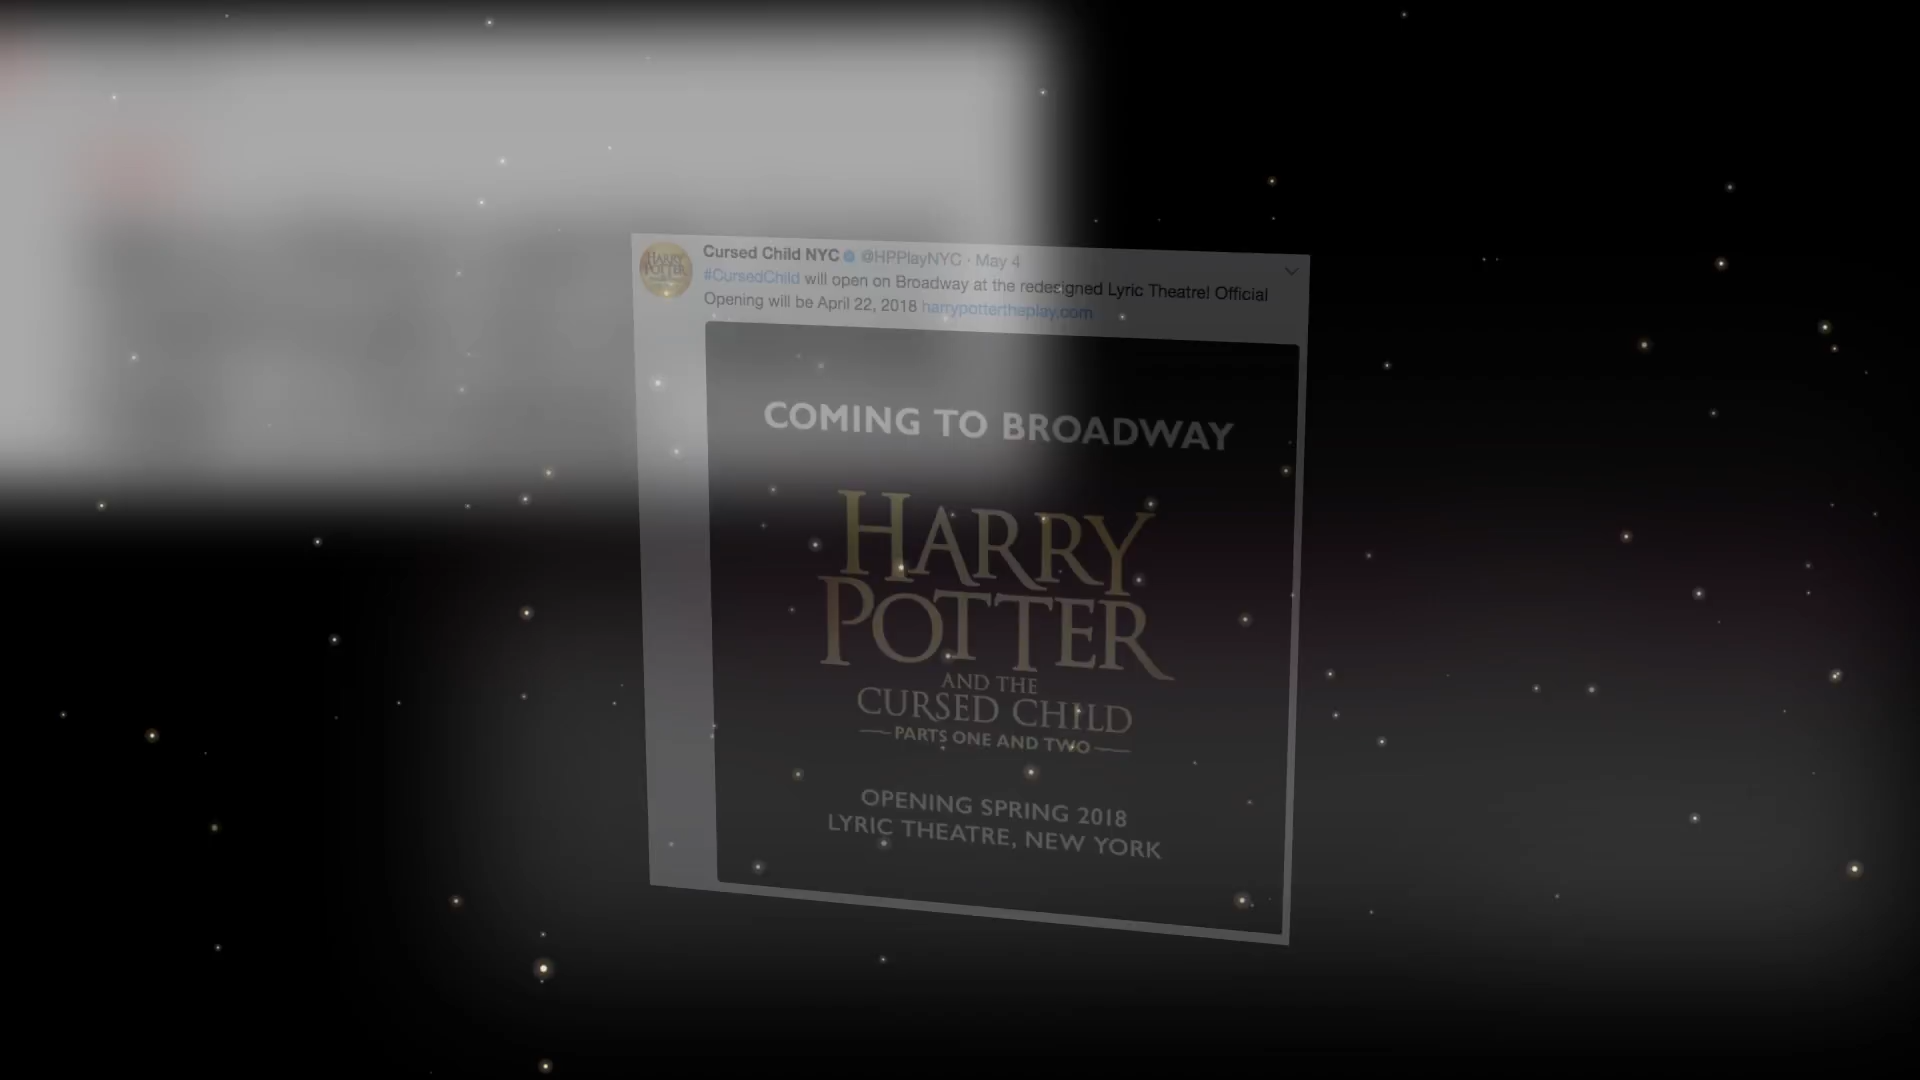 HARRY
POTTER
Cursed Child NYC @HPPlayNYC · May 4
#CursedChild will open on Broadway at the redesigned Lyric Theatre! Official
Opening will be April 22, 2018 harrypottertheplay.com
COMING TO BROADWAY
HARRY
POTTER
AND THE
CURSED CHILD
PARTS ONE AND TWO
OPENING SPRING 2018
LYRIC THEATRE, NEW YORK